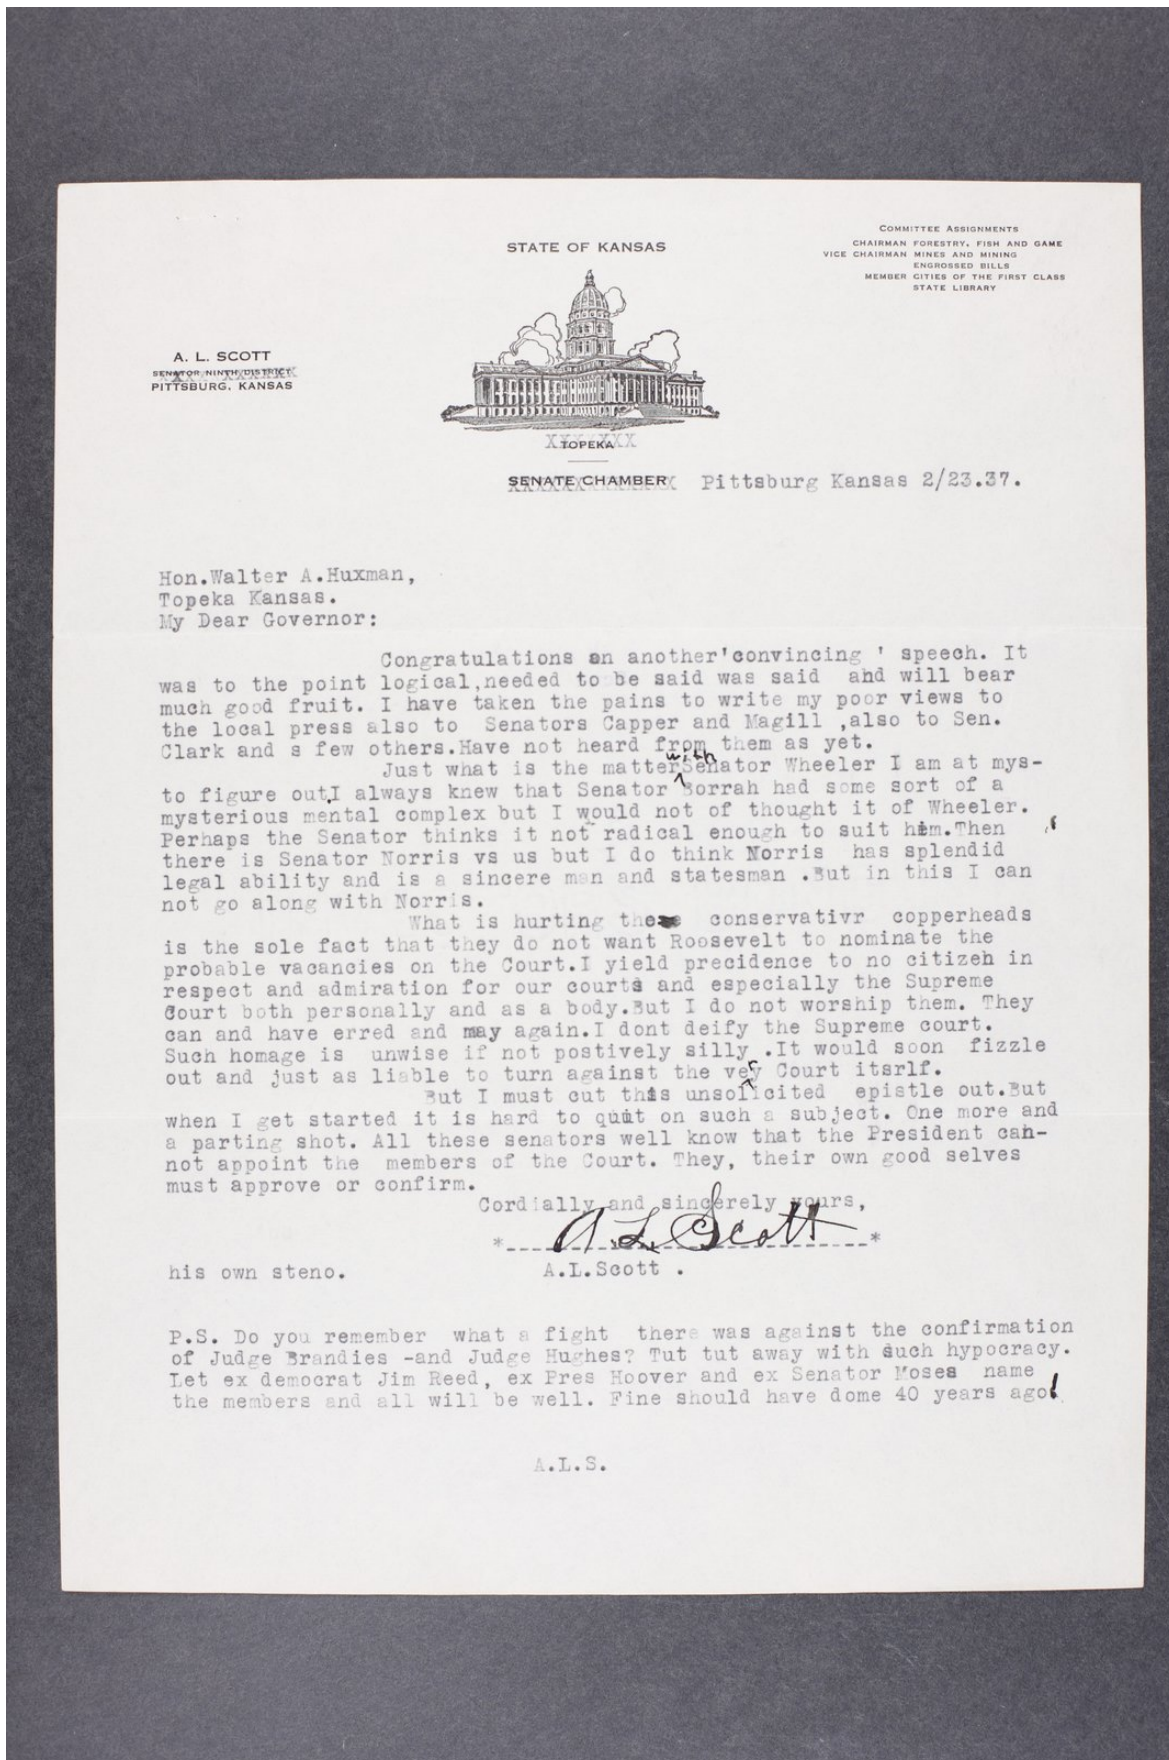 COMMITTEE ASSIGNMENTS
CHAIRMAN FORESTRY, FISH AND GAME
VICE CHAIRMAN MINES AND MINING
ENGROSSED BILLS
MEMBER CITIES OF THE FIRST CLASS
STATE LIBRARY
STATE OF KANSAS
A. L. SCOTT
SENATOR NINTH DISTRICT
PITTSBURG, KANSAS
TOPEKA
SENATE CHAMBER Pittsburg Kansas 2/23.37.
Hon.Walter A.Huxman,
Topeka Kansas.
My Dear Governor:
Congratulations on another'convincing ' speech. It
was to the point logical,needed to be said was said and will bear
much good fruit. I have taken the pains to write my poor views to
the local press also to Senators Capper and Magill ,also to Sen.
Clark and s few others.Have not heard from them as yet.
Just what is the matter with Senator Wheeler I am at mys-
to figure out.I always knew that Senator Borrah had some sort of a
mysterious mental complex but I would not of thought it of Wheeler.
Perhaps the Senator thinks it not radical enough to suit him.Then
there is Senator Norris vs us but I do think Norris has splendid
legal ability and is a sincere man and statesman .But in this I can
not go along with Norris.
What is hurting these conservativr copperheads
is the sole fact that they do not want Roosevelt to nominate the
probable vacancies on the Court.I yield precidence to no citizen in
respect and admiration for our courts and especially the Supreme
Court both personally and as a body.But I do not worship them. They
can and have erred and may again.I dont deify the Supreme court.
Such homage is unwise if not postively silly .It would soon fizzle
out and just as liable to turn against the very Court itsrlf.
But I must cut this unsolicited epistle out.But
when I get started it is hard to quit on such a subject. One more and
a parting shot. All these senators well know that the President can-
not appoint the members of the Court. They, their own good selves
must approve or confirm.
Cordially and sincerely yours,
*A L Scott*
his own steno. A.L.Scott .
P.S. Do you remember what a fight there was against the confirmation
of Judge Brandies -and Judge Hughes? Tut tut away with such hypocracy.
Let ex democrat Jim Reed, ex Pres Hoover and ex Senator Moses name
the members and all will be well. Fine should have dome 40 years ago!
A.L.S.